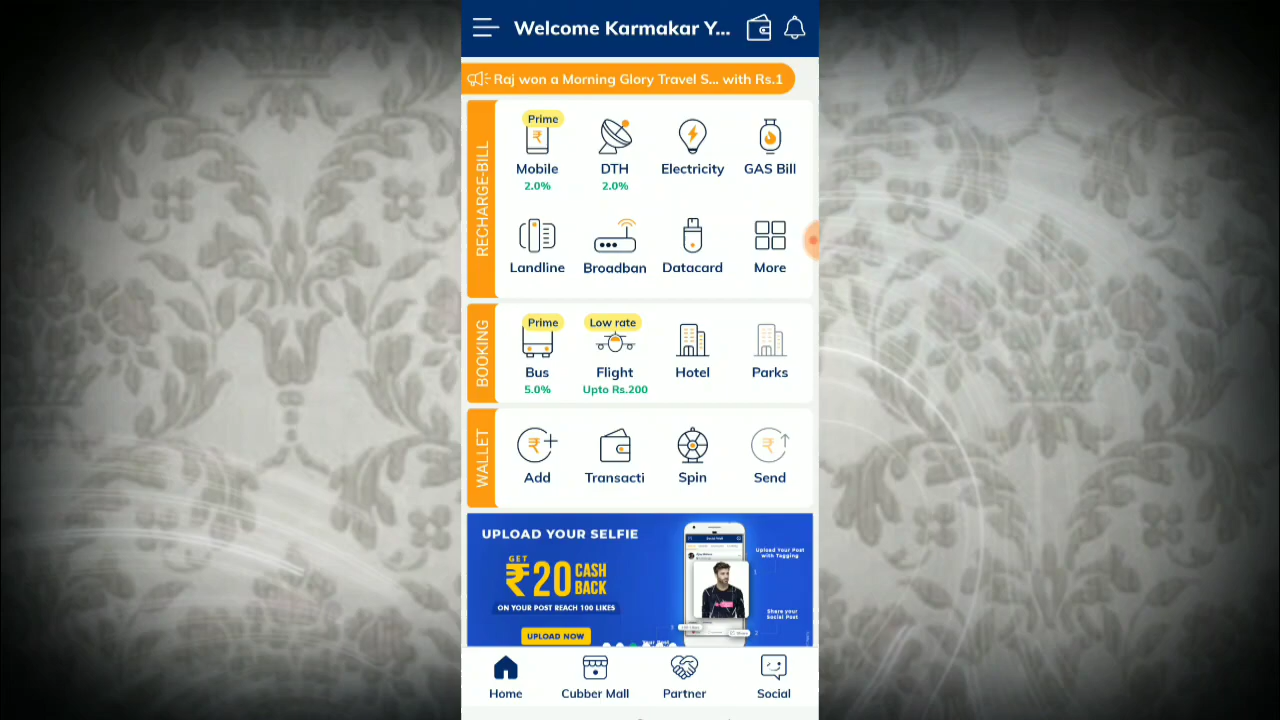 Welcome Karmakar Y...
Raj won a Morning Glory Travel S... with Rs.1
RECHARGE-BILL
Prime
Mobile
2.0%
DTH
2.0%
Electricity
GAS Bill
Landline
Broadban
Datacard
More
BOOKING
Prime
Bus
5.0%
Low rate
Flight
Upto Rs.200
Hotel
Parks
WALLET
Add
Transacti
Spin
Send
UPLOAD YOUR SELFIE
GET
₹20 CASH BACK
ON YOUR POST REACH 100 LIKES
UPLOAD NOW
Upload Your Post
with Tagging
Share your
Social Post
Home
Cubber Mall
Partner
Social